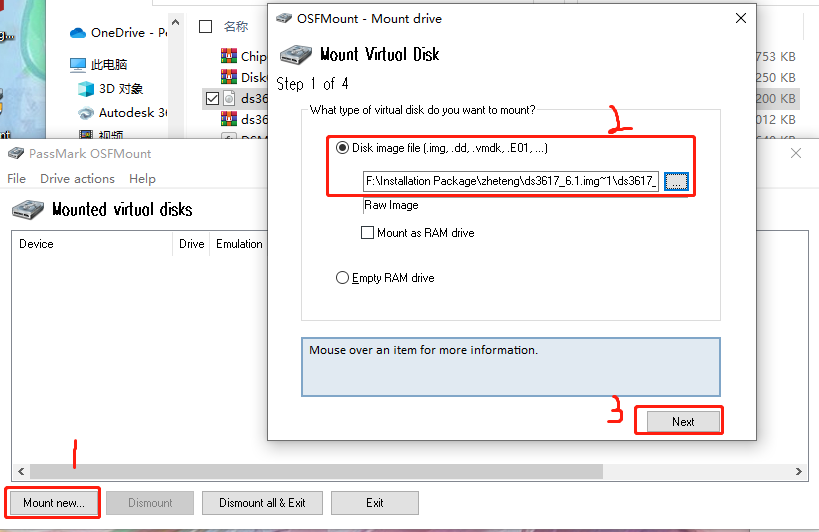 OneDrive - P
此电脑
3D 对象
Autodesk 3
视频
名称
Chip
Disk
ds3
ds36
753 KB
250 KB
200 KB
012 KB
OSFMount - Mount drive
Mount Virtual Disk
Step 1 of 4
What type of virtual disk do you want to mount?
2
Disk image file (.img, .dd, .vmdk, .E01, ...)
F:\Installation Package\zheteng\ds3617_6.1.img~1\ds3617_
...
Raw Image
Mount as RAM drive
Empty RAM drive
Mouse over an item for more information.
3
Next
PassMark OSFMount
File Drive actions Help
Mounted virtual disks
Device Drive Emulation
1
Mount new... Dismount Dismount all & Exit Exit